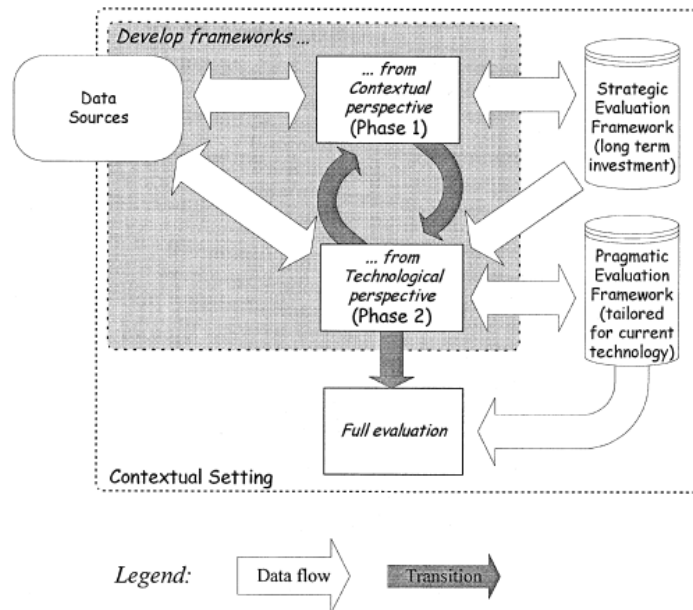 Develop frameworks ...
Data
Sources
... from
Contextual
perspective
(Phase 1)
Strategic
Evaluation
Framework
(long term
investment)
... from
Technological
perspective
(Phase 2)
Pragmatic
Evaluation
Framework
(tailored
for current
technology)
Full evaluation
Contextual Setting
Legend:
Data flow
Transition